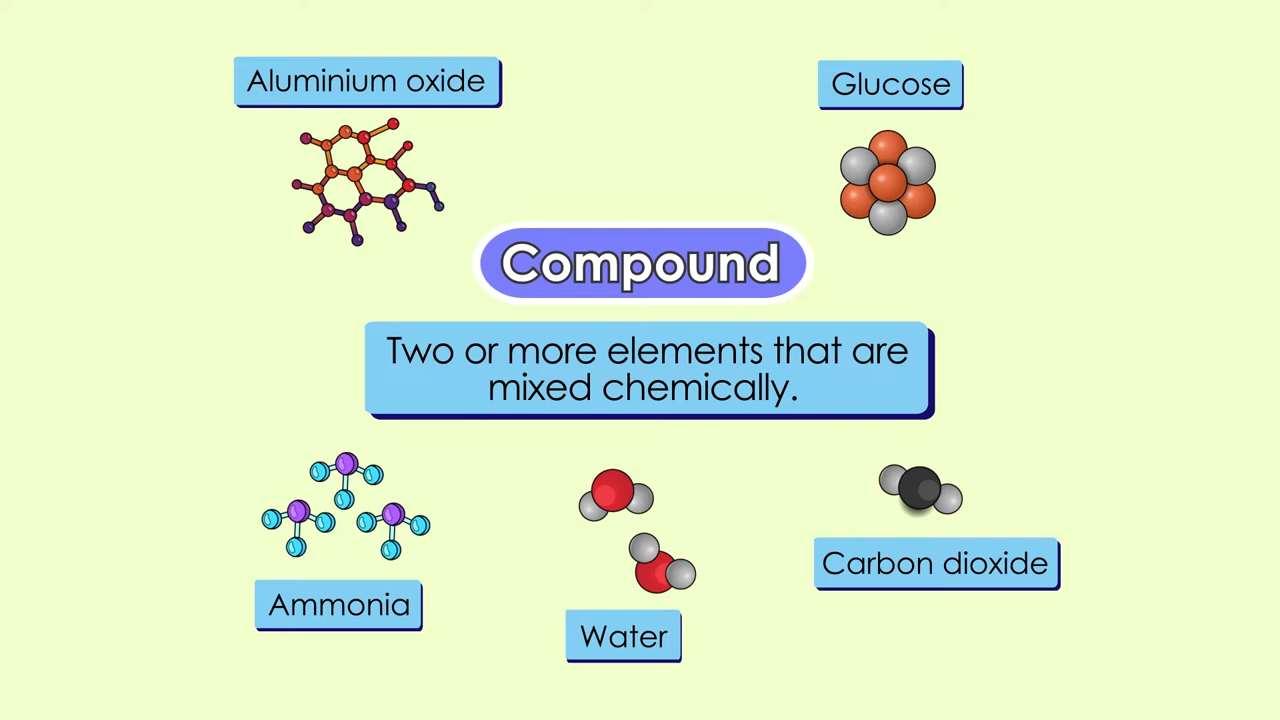 Aluminium oxide
Glucose
Compound
Two or more elements that are
mixed chemically.
Ammonia
Water
Carbon dioxide